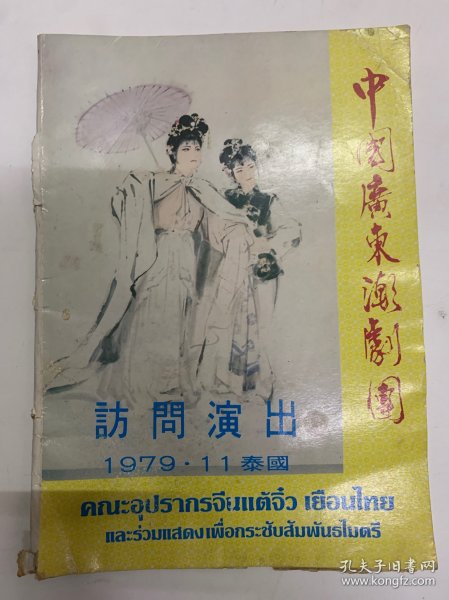 中國廣東潮劇團
訪問演出
1979·11泰國
คณะอุปรากรจีนแต้จิ๋ว เยือนไทย
และร่วมแสดงเพื่อกระชับสัมพันธไมตรี
孔夫子旧书网
www.kongfz.com